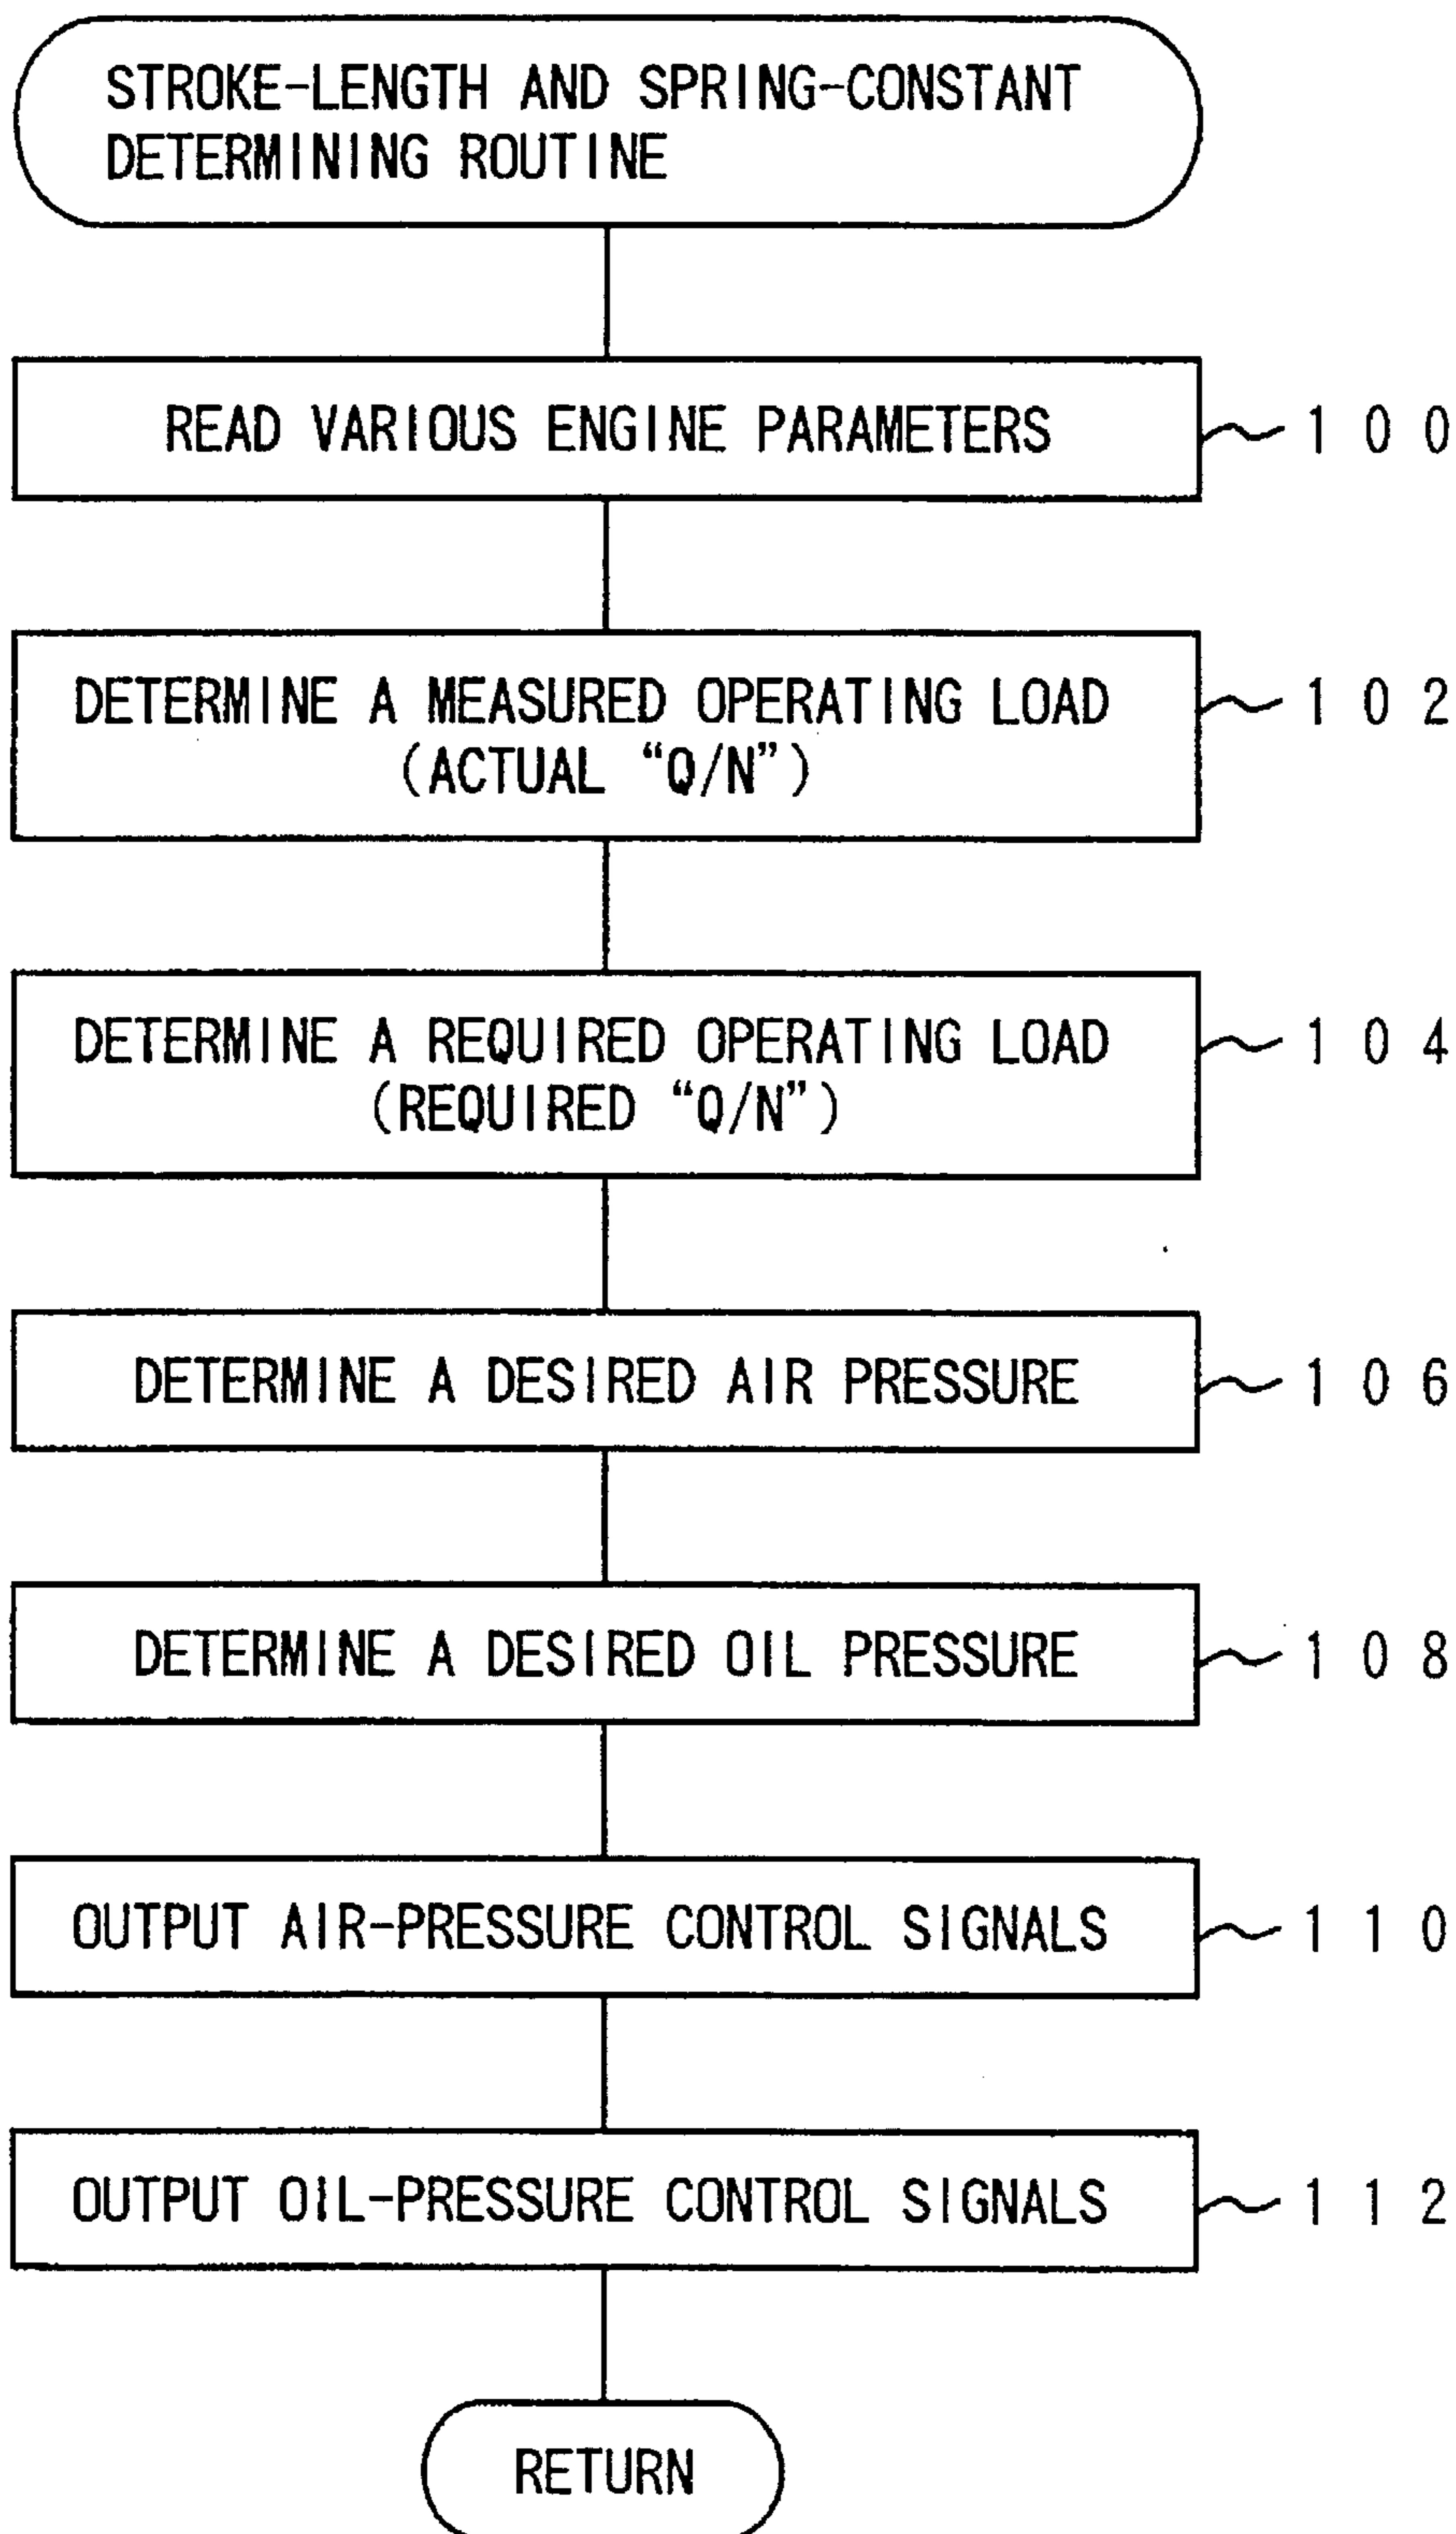 STROKE-LENGTH AND SPRING-CONSTANT
DETERMINING ROUTINE
READ VARIOUS ENGINE PARAMETERS
100
DETERMINE A MEASURED OPERATING LOAD
(ACTUAL “Q/N”)
102
DETERMINE A REQUIRED OPERATING LOAD
(REQUIRED “Q/N”)
104
DETERMINE A DESIRED AIR PRESSURE
106
DETERMINE A DESIRED OIL PRESSURE
108
OUTPUT AIR-PRESSURE CONTROL SIGNALS
110
OUTPUT OIL-PRESSURE CONTROL SIGNALS
112
RETURN